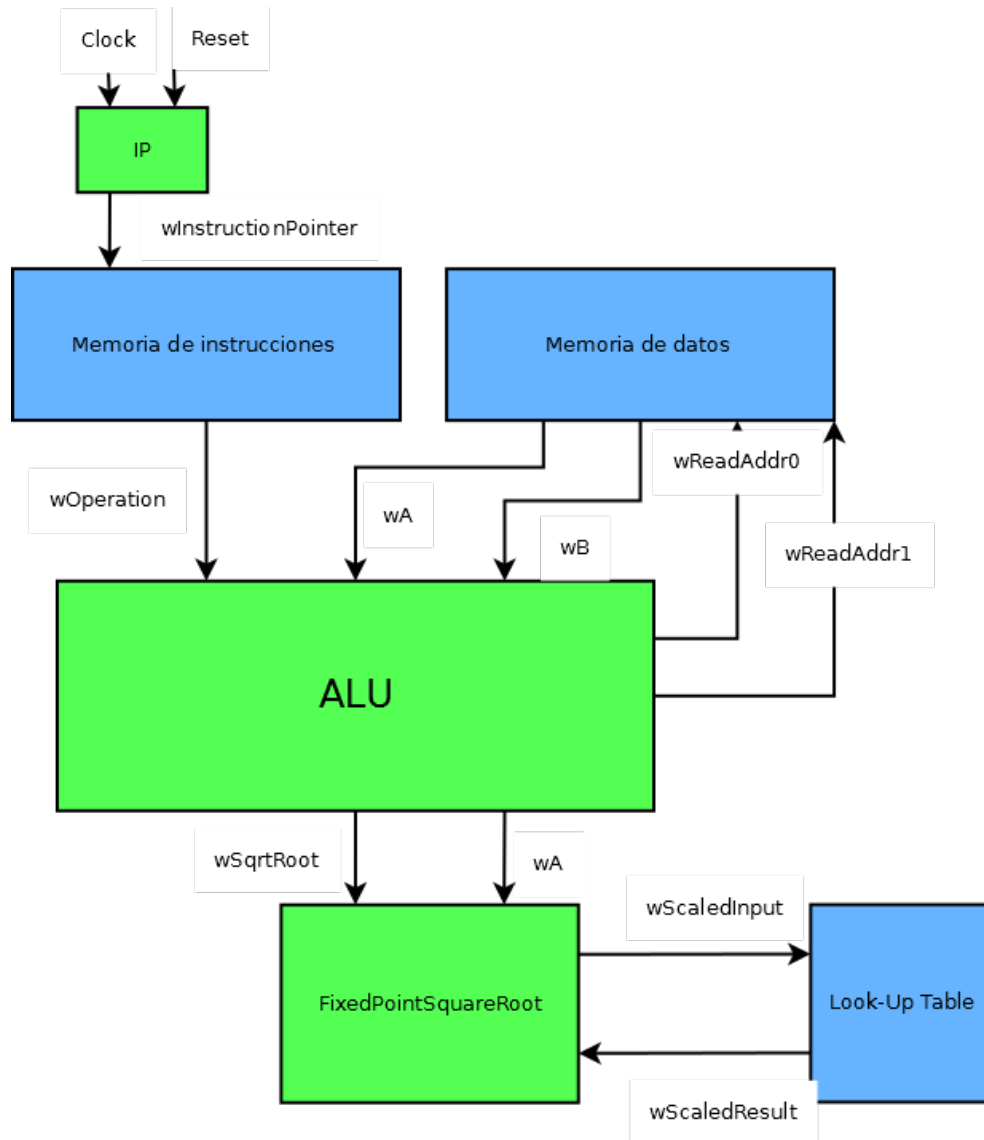 Clock
Reset
IP
wInstructionPointer
Memoria de instrucciones
Memoria de datos
wReadAddr0
wOperation
wA
wB
wReadAddr1
ALU
wSqrtRoot
wA
wScaledInput
FixedPointSquareRoot
Look-Up Table
wScaledResult